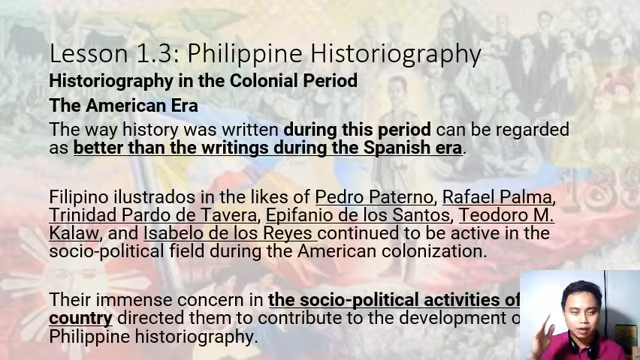 Lesson 1.3: Philippine Historiography
Historiography in the Colonial Period
The American Era
The way history was written during this period can be regarded
as better than the writings during the Spanish era.
Filipino ilustrados in the likes of Pedro Paterno, Rafael Palma,
Trinidad Pardo de Tavera, Epifanio de los Santos, Teodoro M.
Kalaw, and Isabelo de los Reyes continued to be active in the
socio-political field during the American colonization.
Their immense concern in the socio-political activities of
country directed them to contribute to the development
Philippine historiography.